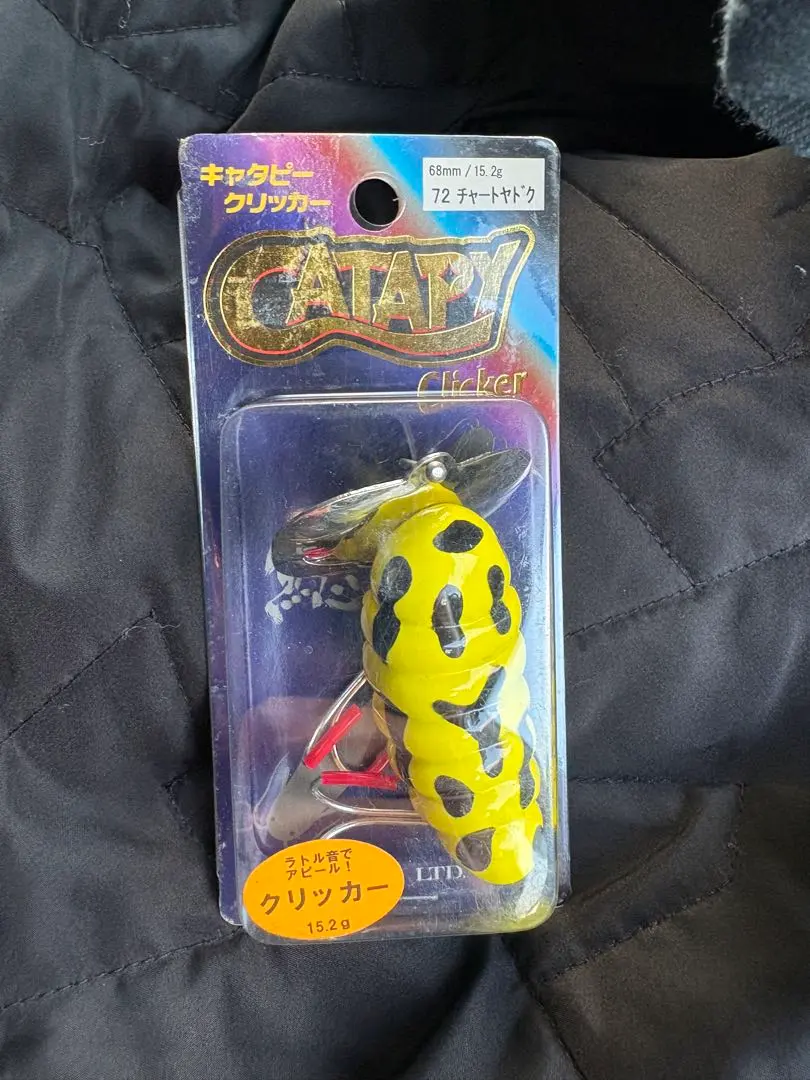 キャタピー
クリッカー
68mm / 15.2g
72 チャートヤドク
CATAPY
Clicker
ラトル音で
アピール！
クリッカー
15.2g
LTD.